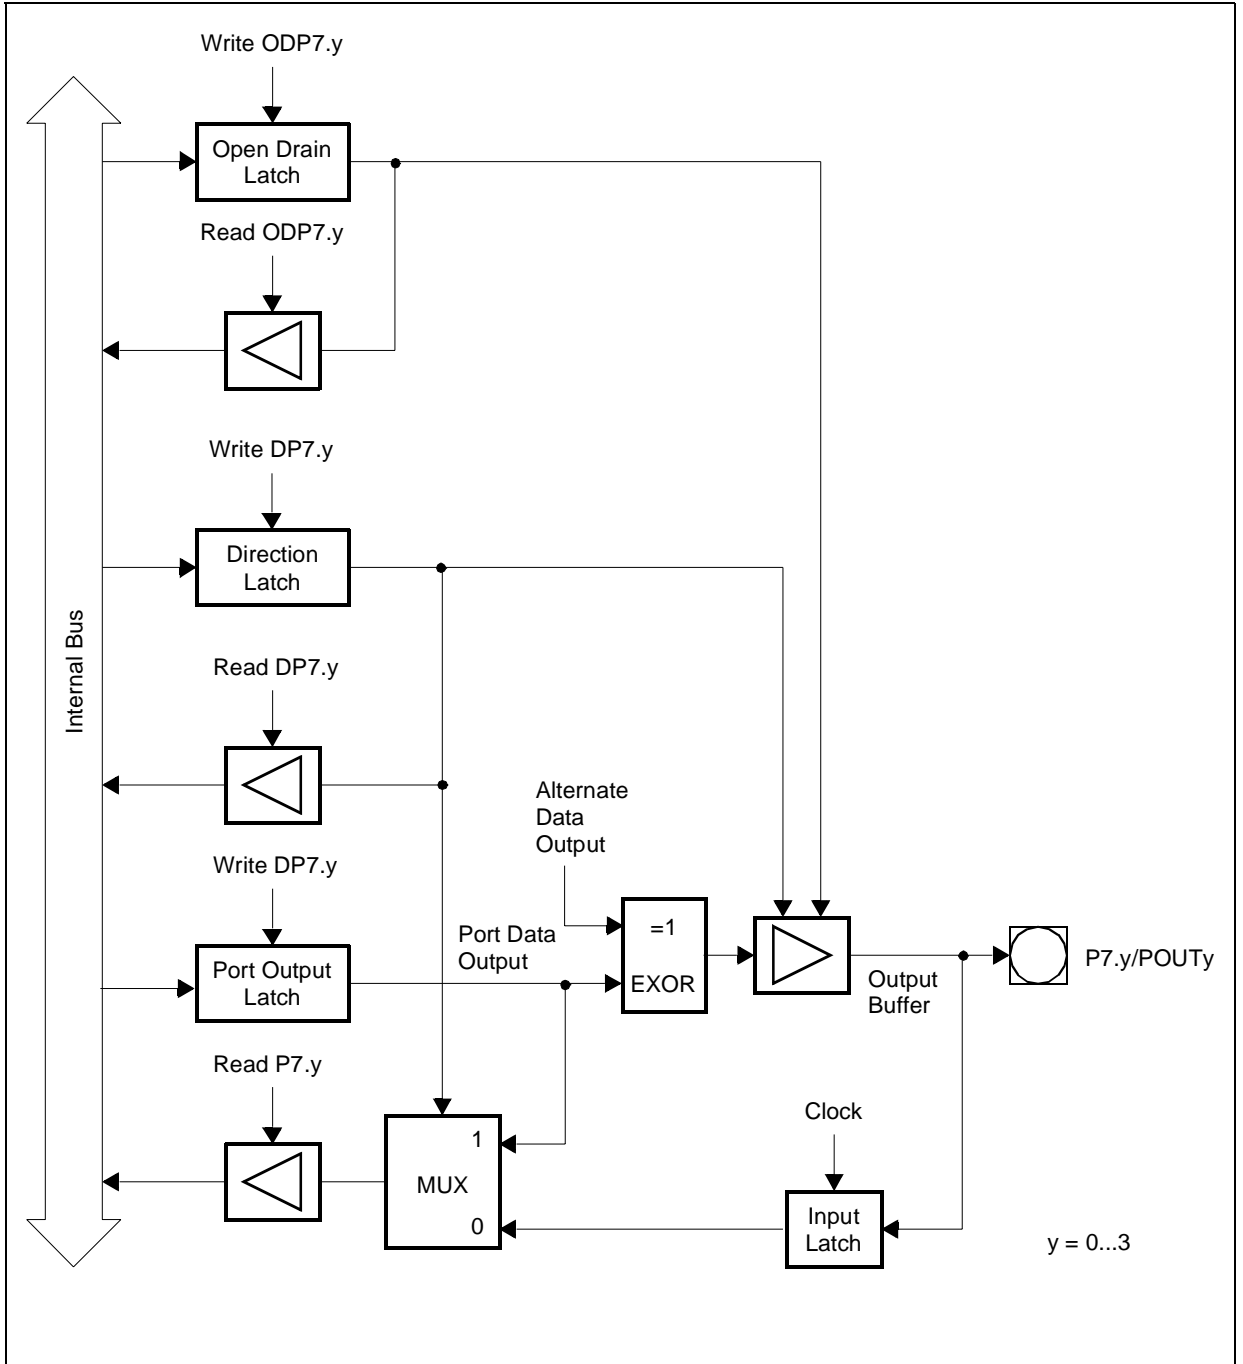 Write ODP7.y
Open Drain
Latch
Read ODP7.y
Write DP7.y
Direction
Latch
Internal Bus
Read DP7.y
Alternate
Data
Output
Write DP7.y
=1
EXOR
Port Data
Output
Port Output
Latch
P7.y/POUTy
Output
Buffer
Read P7.y
Clock
1
MUX
0
Input
Latch
y = 0...3